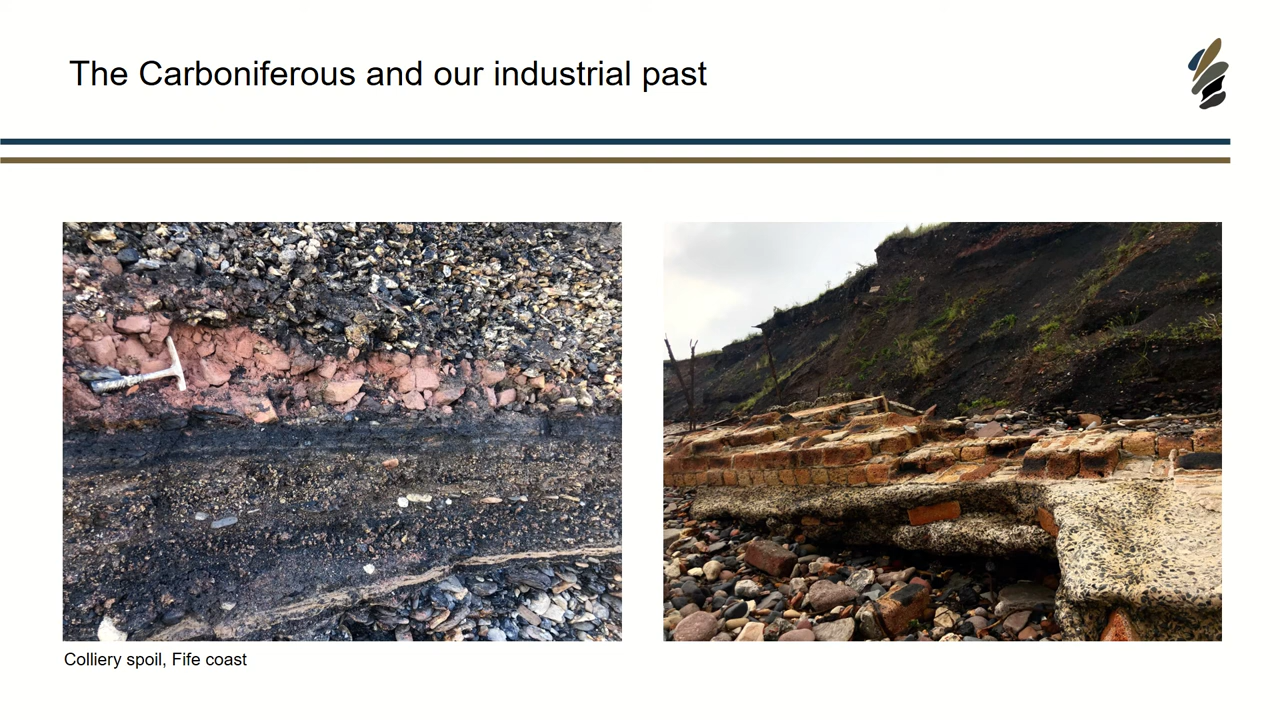 The Carboniferous and our industrial past
Colliery spoil, Fife coast